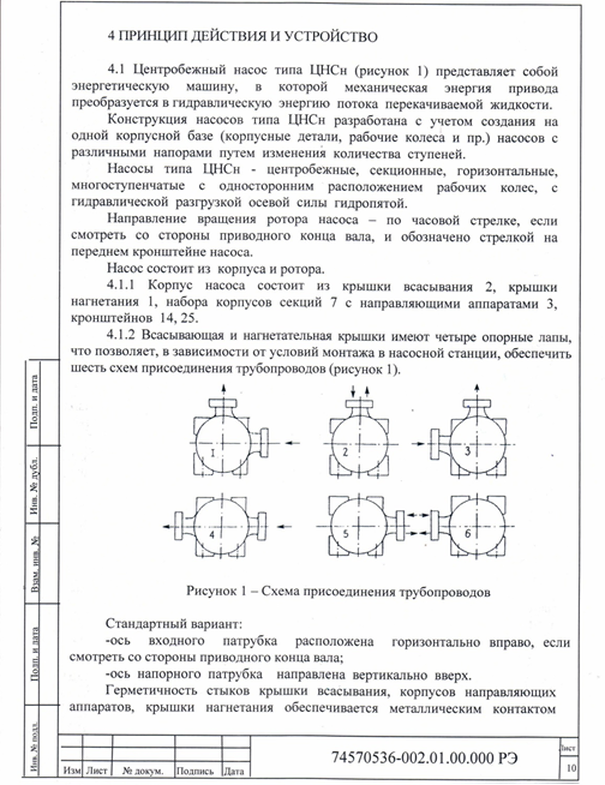 4 ПРИНЦИП ДЕЙСТВИЯ И УСТРОЙСТВО
4.1 Центробежный насос типа ЦНСн (рисунок 1) представляет собой
энергетическую машину, в которой механическая энергия привода
преобразуется в гидравлическую энергию потока перекачиваемой жидкости.
Конструкция насосов типа ЦНСн разработана с учетом создания на
одной корпусной базе (корпусные детали, рабочие колеса и пр.) насосов с
различными напорами путем изменения количества ступеней.
Насосы типа ЦНСн - центробежные, секционные, горизонтальные,
многоступенчатые с односторонним расположением рабочих колес, с
гидравлической разгрузкой осевой силы гидропятой.
Направление вращения ротора насоса – по часовой стрелке, если
смотреть со стороны приводного конца вала, и обозначено стрелкой на
переднем кронштейне насоса.
Насос состоит из корпуса и ротора.
4.1.1 Корпус насоса состоит из крышки всасывания 2, крышки
нагнетания 1, набора корпусов секций 7 с направляющими аппаратами 3,
кронштейнов 14, 25.
4.1.2 Всасывающая и нагнетательная крышки имеют четыре опорные лапы,
что позволяет, в зависимости от условий монтажа в насосной станции, обеспечить
шесть схем присоединения трубопроводов (рисунок 1).
1 2 3
4 5 6
Рисунок 1 – Схема присоединения трубопроводов
Стандартный вариант:
-ось входного патрубка расположена горизонтально вправо, если
смотреть со стороны приводного конца вала;
-ось напорного патрубка направлена вертикально вверх.
Герметичность стыков крышки всасывания, корпусов направляющих
аппаратов, крышки нагнетания обеспечивается металлическим контактом
Подп. и дата
Инв. № дубл.
Взам. инв. №
Подп. и дата
Инв. № подл.
Изм Лист № докум. Подпись Дата
74570536-002.01.00.000 РЭ
Лист
10